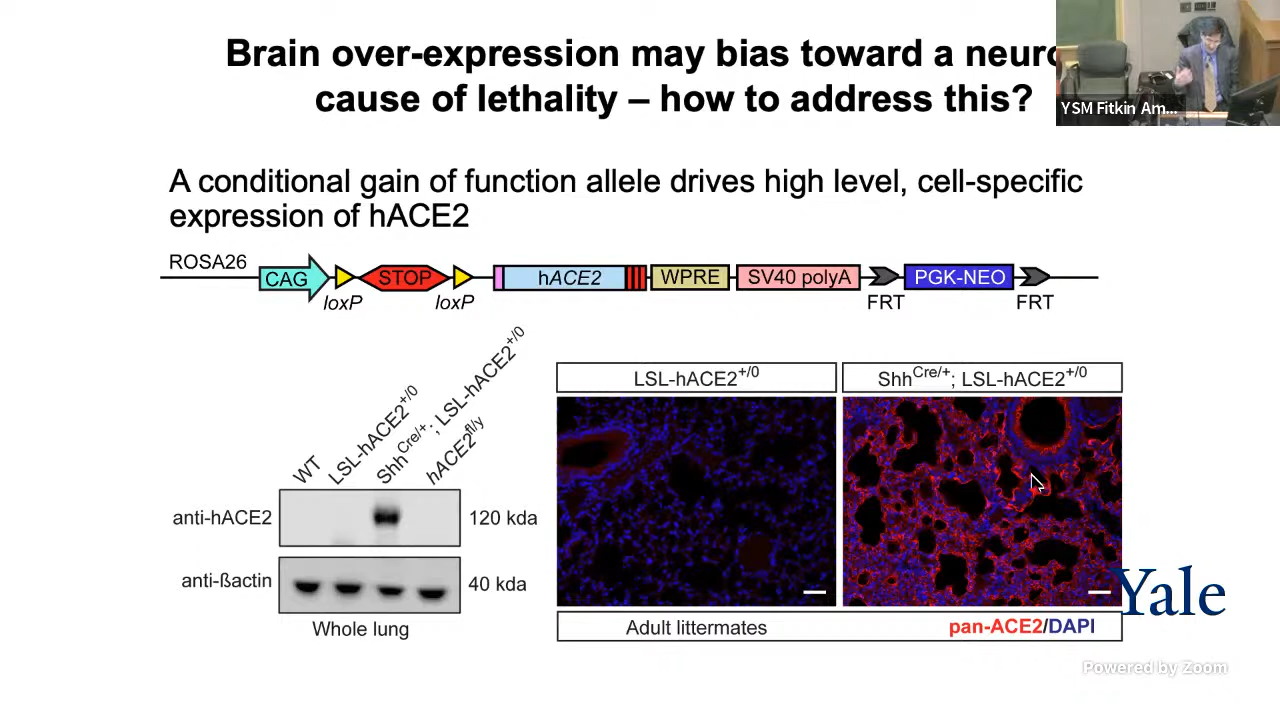 Brain over-expression may bias toward a neuro
cause of lethality – how to address this?
YSM Fitkin Am...
A conditional gain of function allele drives high level, cell-specific
expression of hACE2
ROSA26
CAG
loxP
STOP
loxP
hACE2
WPRE
SV40 polyA
FRT
PGK-NEO
FRT
WT
LSL-hACE2+/0
ShhCre/+; LSL-hACE2+/0
hACE2fl/y
anti-hACE2
120 kda
anti-ßactin
40 kda
Whole lung
LSL-hACE2+/0
ShhCre/+; LSL-hACE2+/0
Adult littermates
pan-ACE2/DAPI
Yale
Powered by Zoom